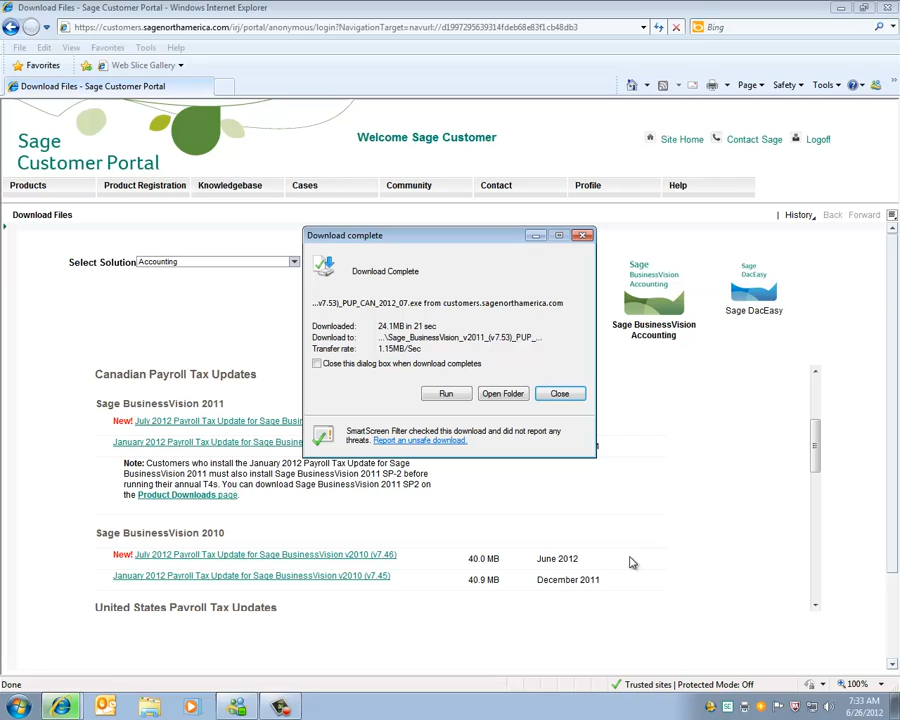 Download Files - Sage Customer Portal - Windows Internet Explorer
https://customers.sagenorthamerica.com/irj/portal/anonymous/login?NavigationTarget=navurl://d1997295639314fdeb68e83f1cb48db3
Bing
File Edit View Favorites Tools Help
Favorites Web Slice Gallery
Download Files - Sage Customer Portal
Page Safety Tools
Sage
Customer Portal
Welcome Sage Customer
Site Home Contact Sage Logoff
Products Product Registration Knowledgebase Cases Community Contact Profile Help
Download Files
History Back Forward
Select Solution Accounting
Sage
BusinessVision
Accounting
Sage BusinessVision
Accounting
Sage
DacEasy
Sage DacEasy
Download complete
Download Complete
...v7.53)_PUP_CAN_2012_07.exe from customers.sagenorthamerica.com
Downloaded: 24.1MB in 21 sec
Download to: ...\Sage_BusinessVision_v2011_(v7.53)_PUP_...
Transfer rate: 1.15MB/Sec
Close this dialog box when download completes
Run Open Folder Close
SmartScreen Filter checked this download and did not report any
threats. Report an unsafe download.
Canadian Payroll Tax Updates
Sage BusinessVision 2011
New! July 2012 Payroll Tax Update for Sage Busin
January 2012 Payroll Tax Update for Sage
Note: Customers who install the January 2012 Payroll Tax Update for Sage
BusinessVision 2011 must also install Sage BusinessVision 2011 SP-2 before
running their annual T4s. You can download Sage BusinessVision 2011 SP2 on
the Product Downloads page.
Sage BusinessVision 2010
New! July 2012 Payroll Tax Update for Sage BusinessVision v2010 (v7.46) 40.0 MB June 2012
January 2012 Payroll Tax Update for Sage BusinessVision v2010 (v7.45) 40.9 MB December 2011
United States Payroll Tax Updates
Done
Trusted sites | Protected Mode: Off
100%
7:33 AM
6/26/2012